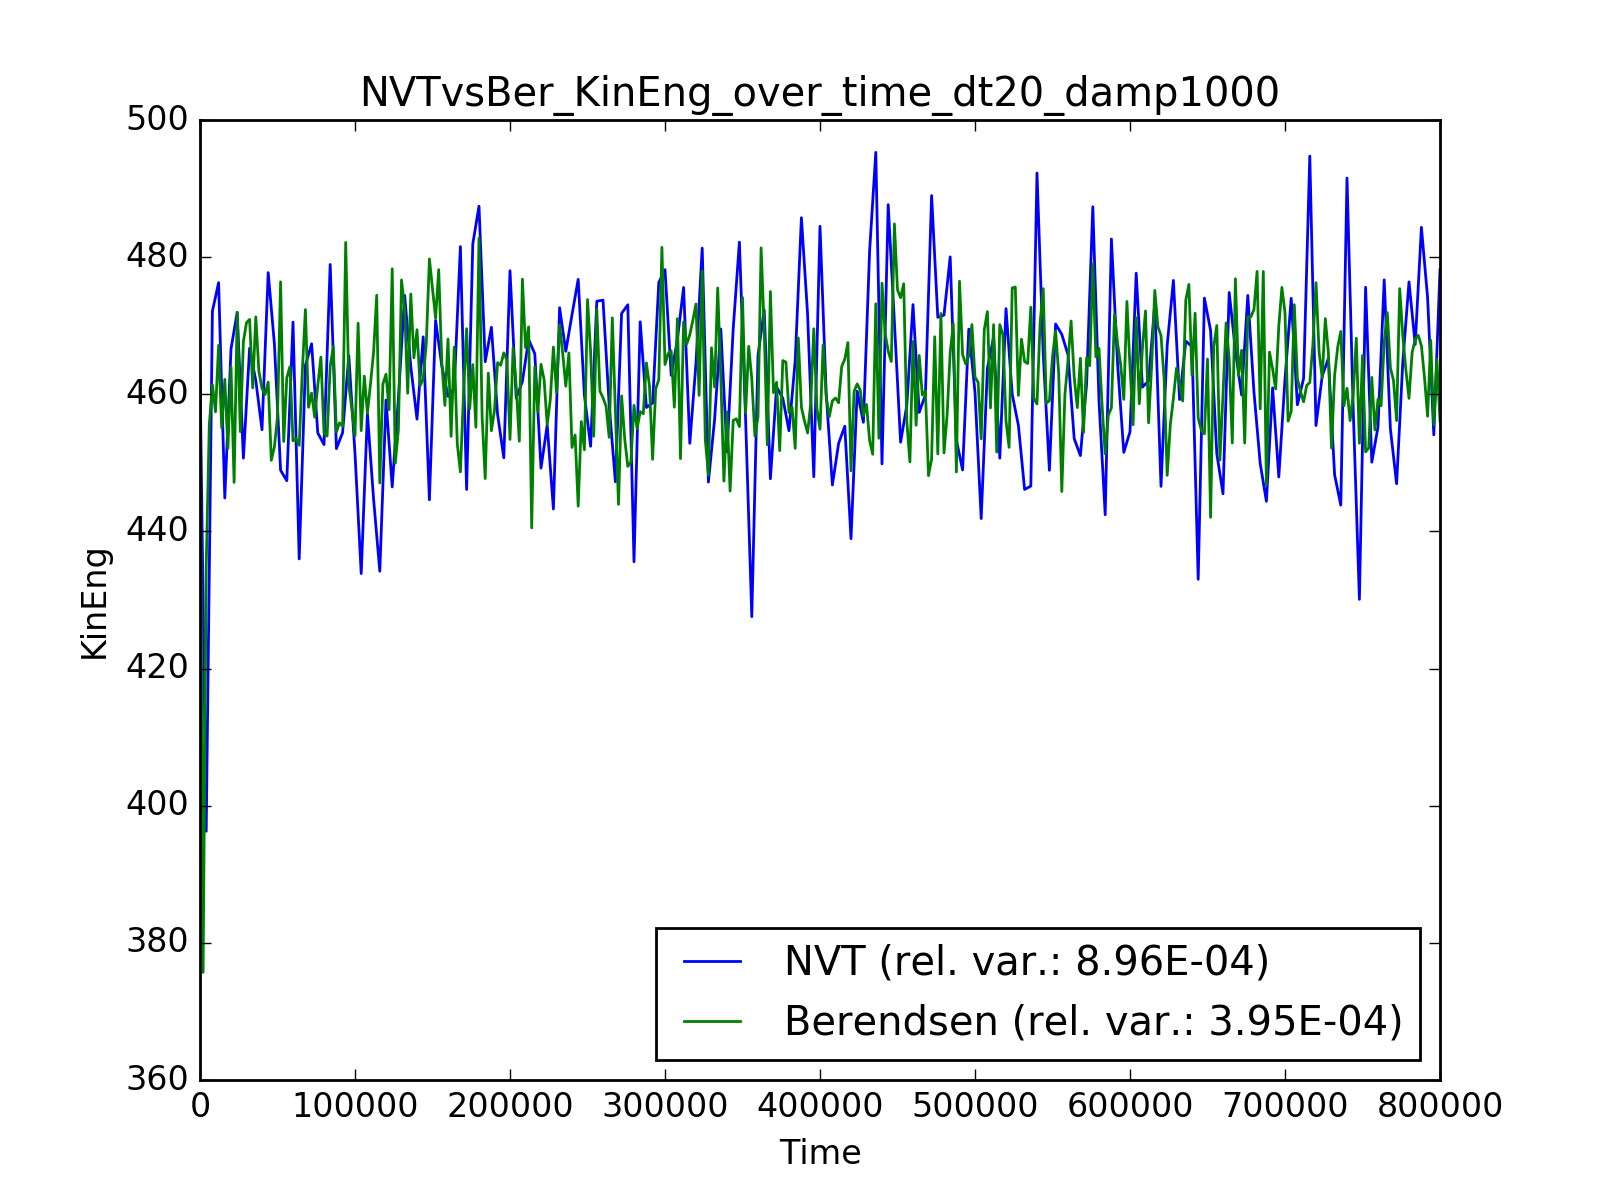 NVTvsBer_KinEng_over_time_dt20_damp1000
500
480
460
440
420
400
380
360
KinEng
NVT (rel. var.: 8.96E-04)
Berendsen (rel. var.: 3.95E-04)
0 100000 200000 300000 400000 500000 600000 700000 800000
Time